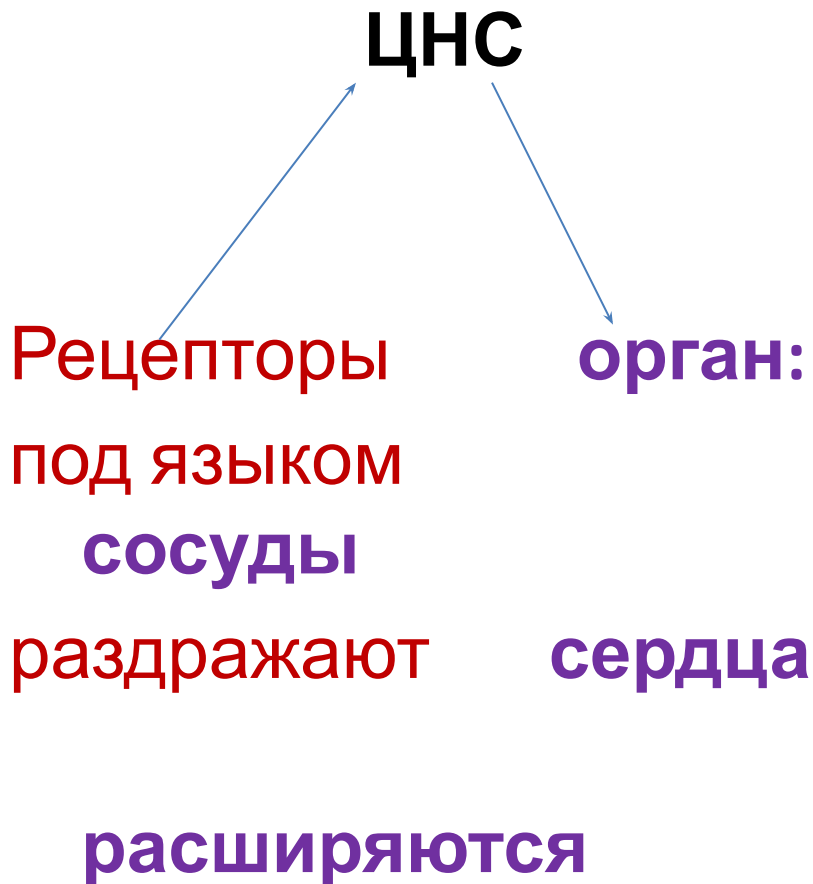 ЦНС
Рецепторы орган:
под языком
сосуды
раздражают сердца
расширяются